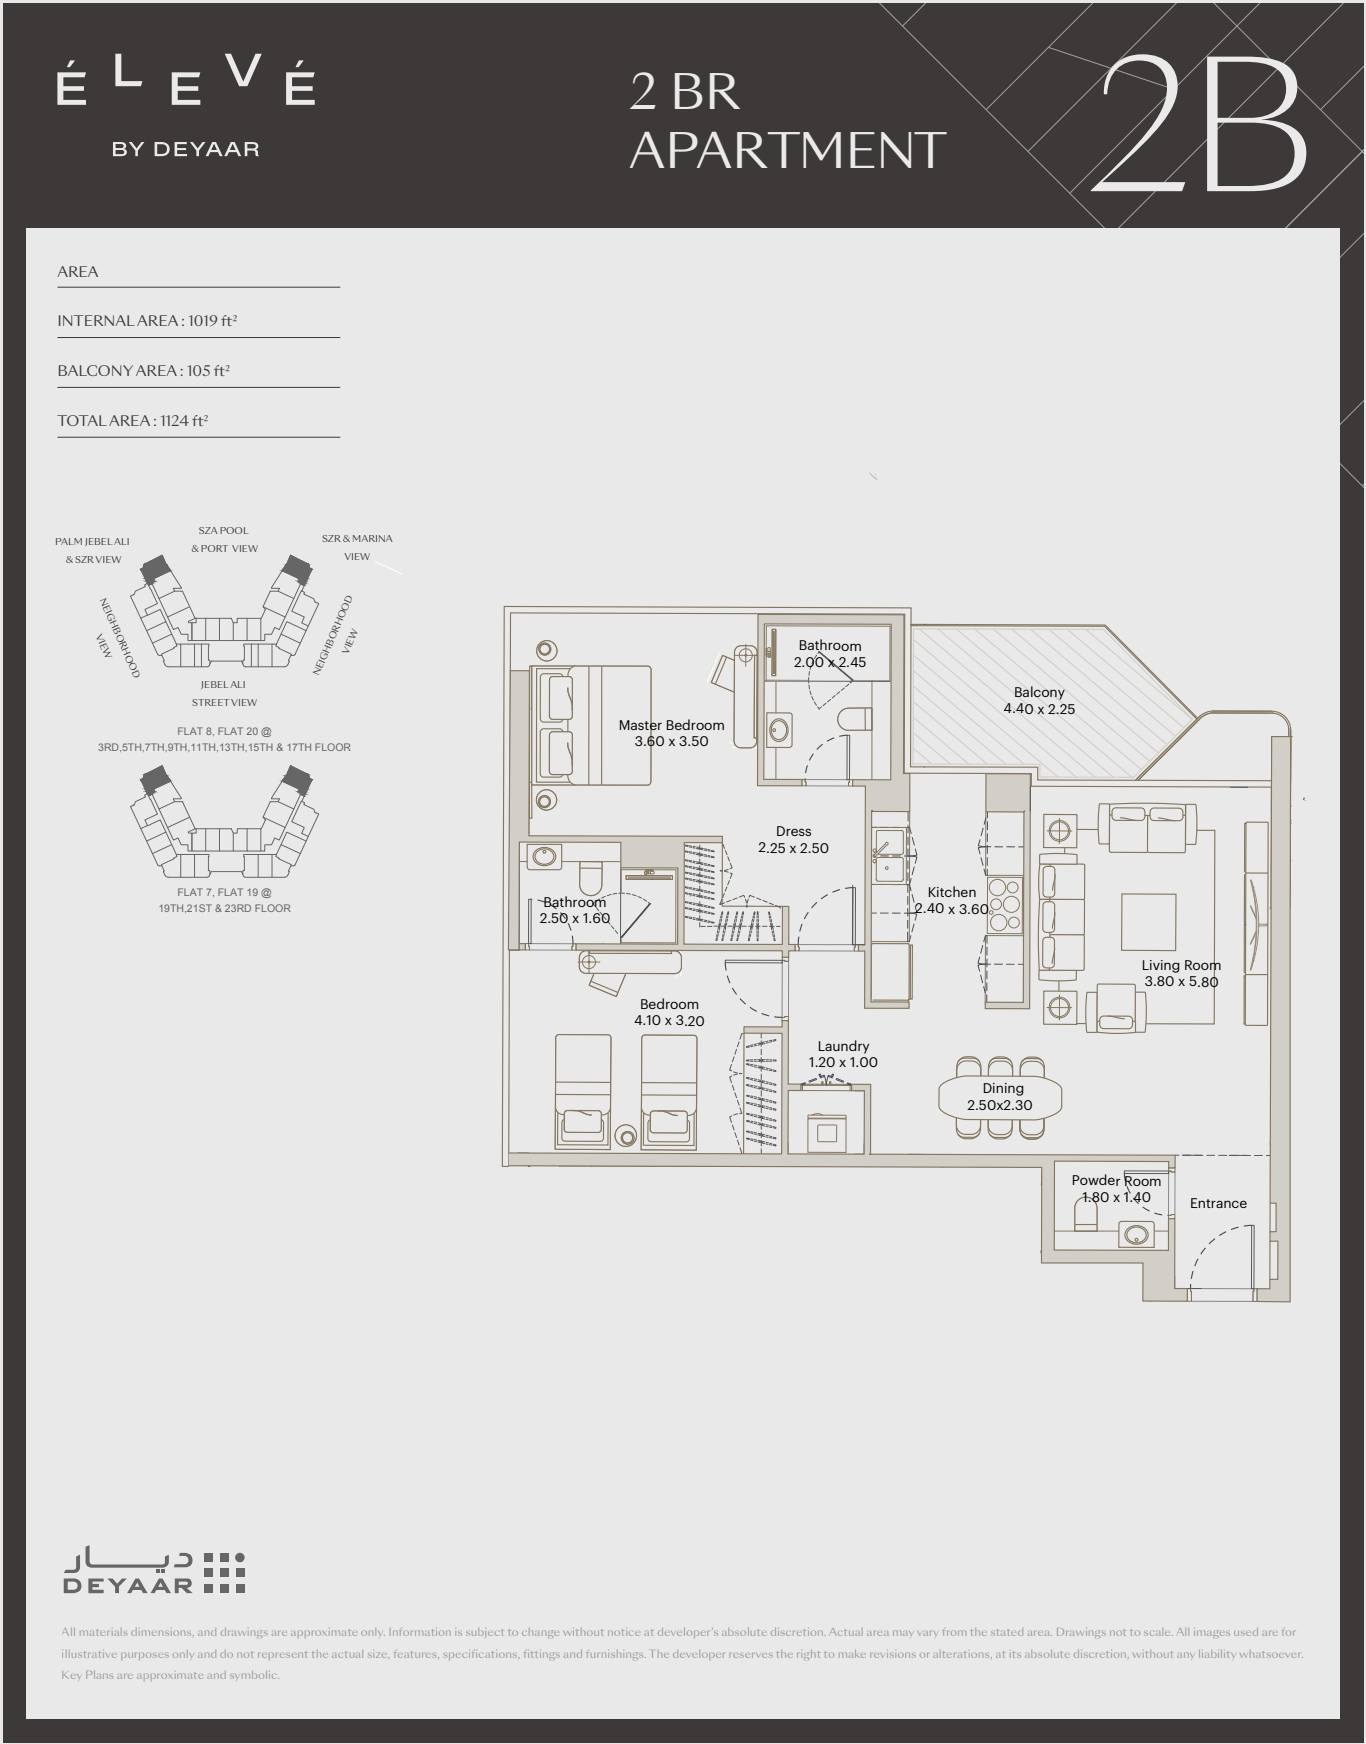 ÉLEVÉ
BY DEYAAR
2 BR
APARTMENT
2B
AREA
INTERNAL AREA : 1019 ft²
BALCONY AREA : 105 ft²
TOTAL AREA : 1124 ft²
PALM JEBEL ALI
& SZR VIEW
SZA POOL
& PORT VIEW
SZR & MARINA
VIEW
NEIGHBORHOOD
VIEW
NEIGHBORHOOD
VIEW
JEBEL ALI
STREET VIEW
FLAT 8, FLAT 20 @
3RD,5TH,7TH,9TH,11TH,13TH,15TH & 17TH FLOOR
FLAT 7, FLAT 19 @
19TH,21ST & 23RD FLOOR
Bathroom
2.00 x 2.45
Balcony
4.40 x 2.25
Master Bedroom
3.60 x 3.50
Dress
2.25 x 2.50
Bathroom
2.50 x 1.60
Kitchen
2.40 x 3.60
Living Room
3.80 x 5.80
Bedroom
4.10 x 3.20
Laundry
1.20 x 1.00
Dining
2.50x2.30
Powder Room
1.80 x 1.40
Entrance
ديار
DEYAAR
All materials dimensions, and drawings are approximate only. Information is subject to change without notice at developer's absolute discretion. Actual area may vary from the stated area. Drawings not to scale. All images used are for
illustrative purposes only and do not represent the actual size, features, specifications, fittings and furnishings. The developer reserves the right to make revisions or alterations, at its absolute discretion, without any liability whatsoever.
Key Plans are approximate and symbolic.